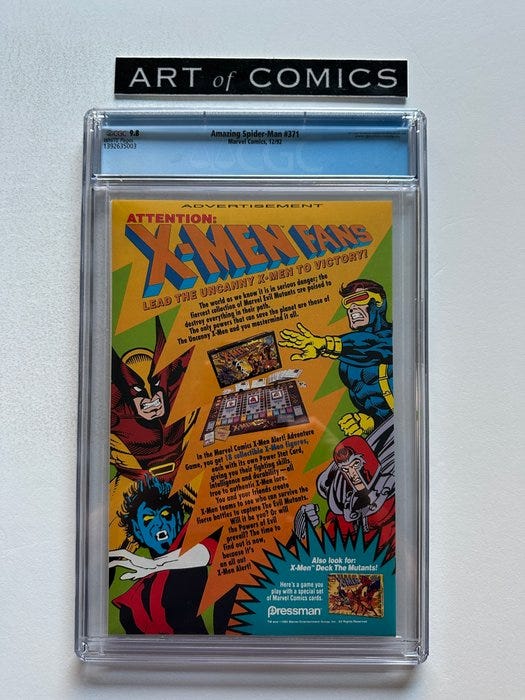 ART of COMICS
CGC 9.8
WHITE Pages
1392635003
Amazing Spider-Man #371
Marvel Comics, 12/92
ADVERTISEMENT
ATTENTION:
X-MEN FANS
LEAD THE UNCANNY X-MEN TO VICTORY!
The world as we know it is in serious danger; the
fiercest collection of Marvel Evil Mutants are poised to
destroy everything in their path.
The only powers that can save the planet are those of
The Uncanny X-Men and you mastermind it all.
In the Marvel Comics X-Men Alert! Adventure
Game, you get 18 collectible X-Men figures,
each with its own Power Stat Card,
giving you their fighting skills,
intelligence and durability—all
true to authentic X-Men lore.
You and your friends create
X-Men teams to see who can survive the
fierce battles to capture The Evil Mutants.
Will it be you? Or will
the Powers of Evil
prevail? The time to
find out is now,
because it's
an all out
X-Men Alert!
Also look for:
X-Men™ Deck The Mutants!
Here's a game you
play with a special set
of Marvel Comics cards.
Pressman